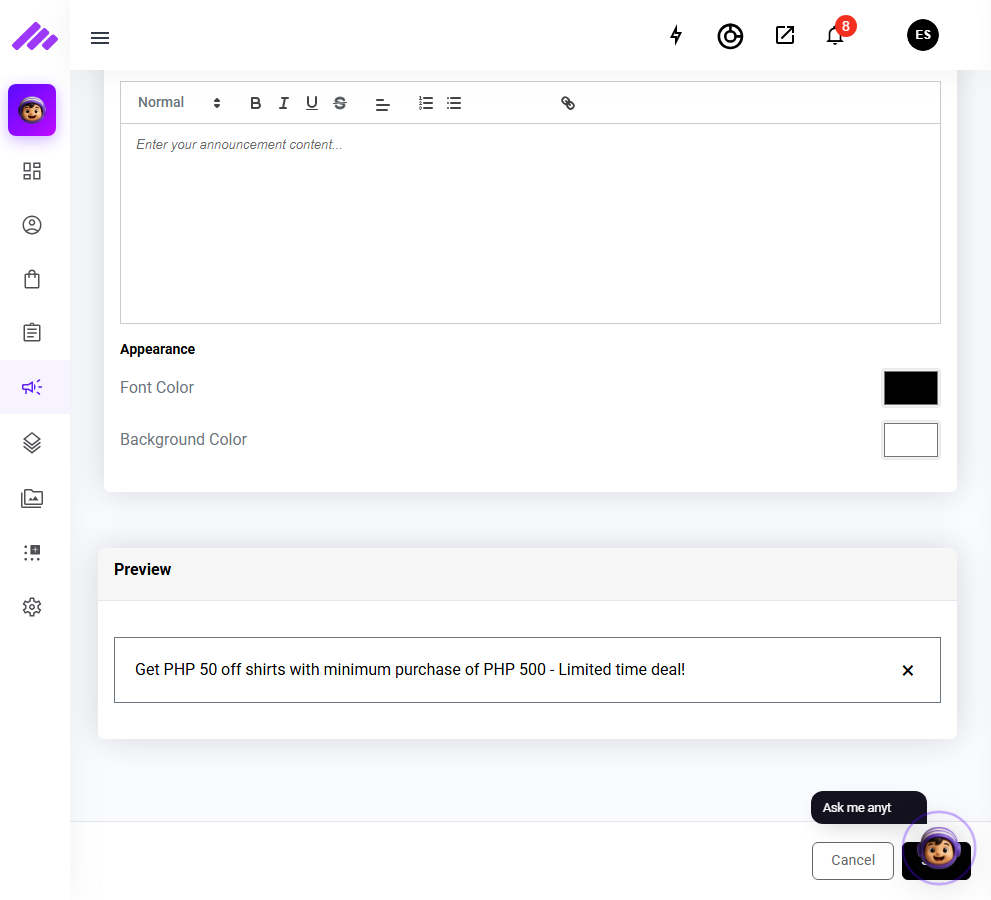 8
ES
Normal
B I U S
Enter your announcement content...
Appearance
Font Color
Background Color
Preview
Get PHP 50 off shirts with minimum purchase of PHP 500 - Limited time deal!
Ask me anyt
Cancel